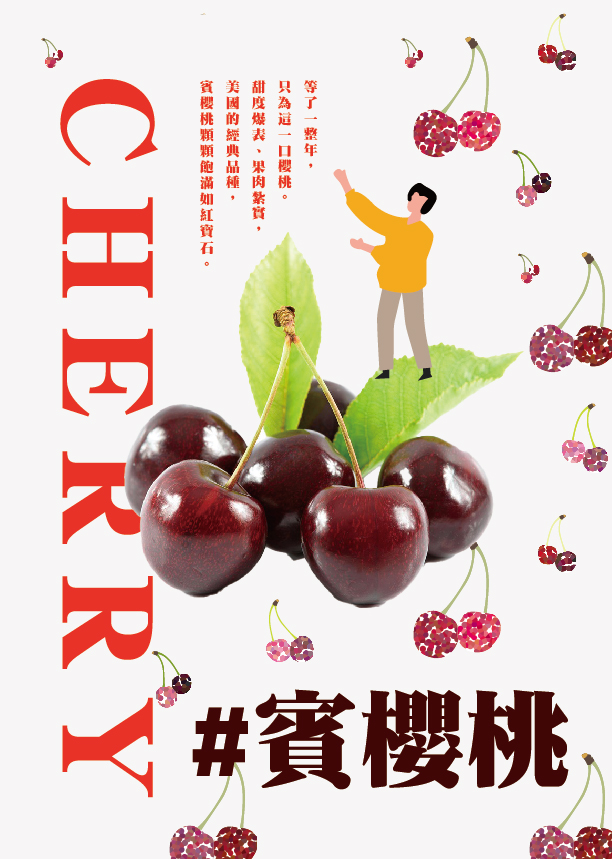 CHERRY
等了一整年，
只為這一口櫻桃。
甜度爆表、果肉紮實，
美國的經典品種，
賓櫻桃顆顆飽滿如紅寶石。
#賓櫻桃